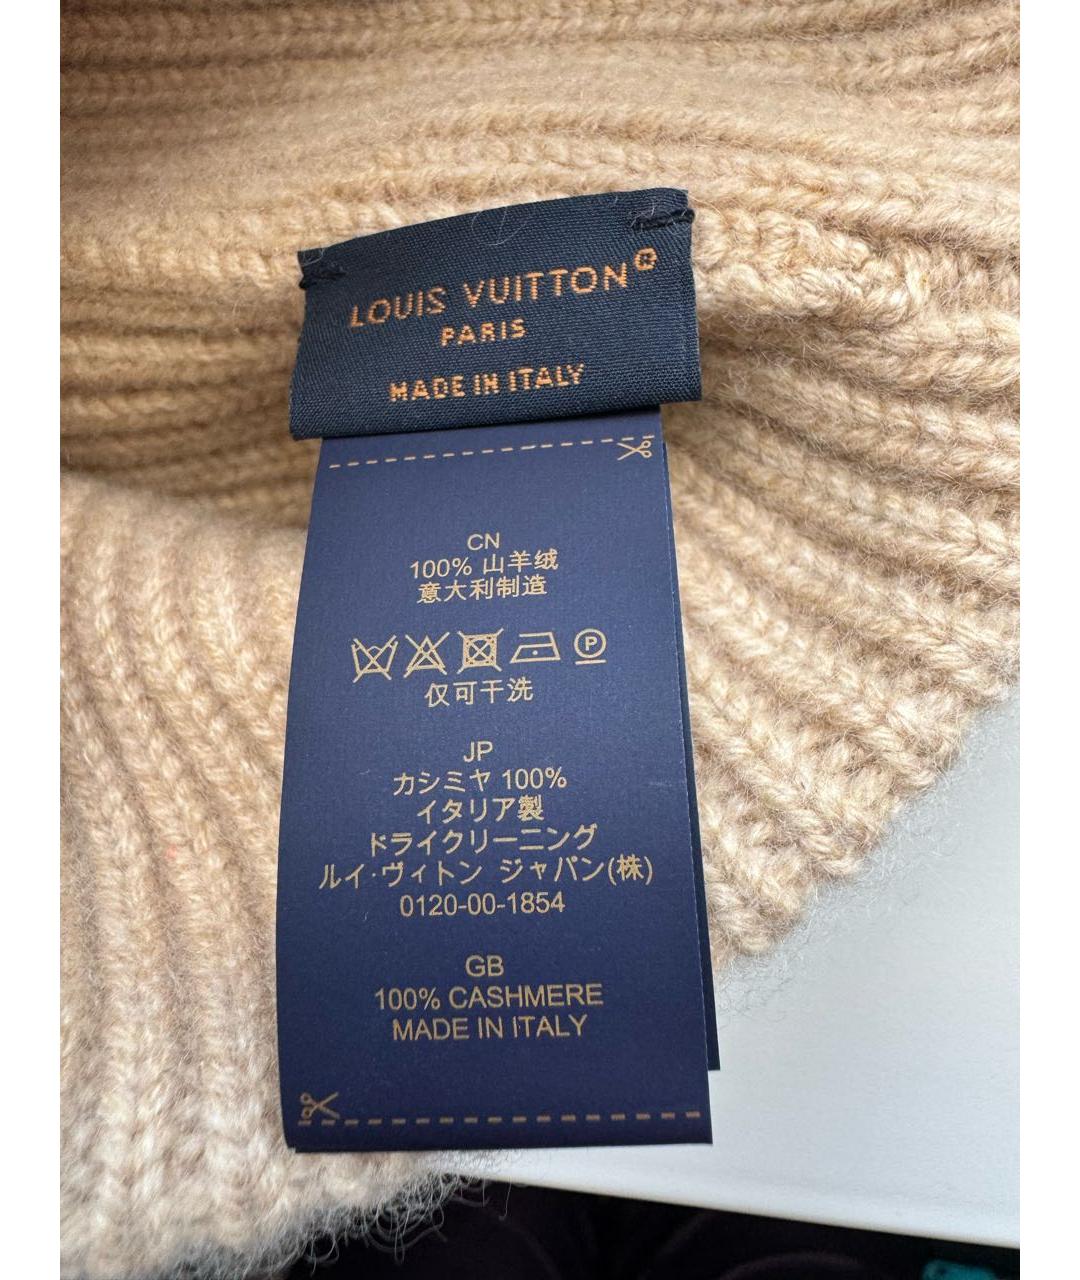 LOUIS VUITTON®
PARIS
MADE IN ITALY
CN
100% 山羊绒
意大利制造
P
仅可干洗
JP
カシミヤ 100%
イタリア製
ドライクリーニング
ルイ·ヴィトン ジャパン(株)
0120-00-1854
GB
100% CASHMERE
MADE IN ITALY